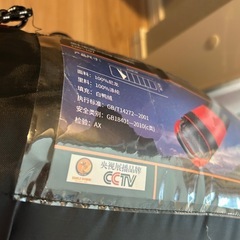 面料：100%尼龙
里料：100%涤纶
填充：白鸭绒
执行标准：GB/T14272-2001
安全类别：GB18401-2010(B类)
检验：AX
央视展播品牌
CCTV